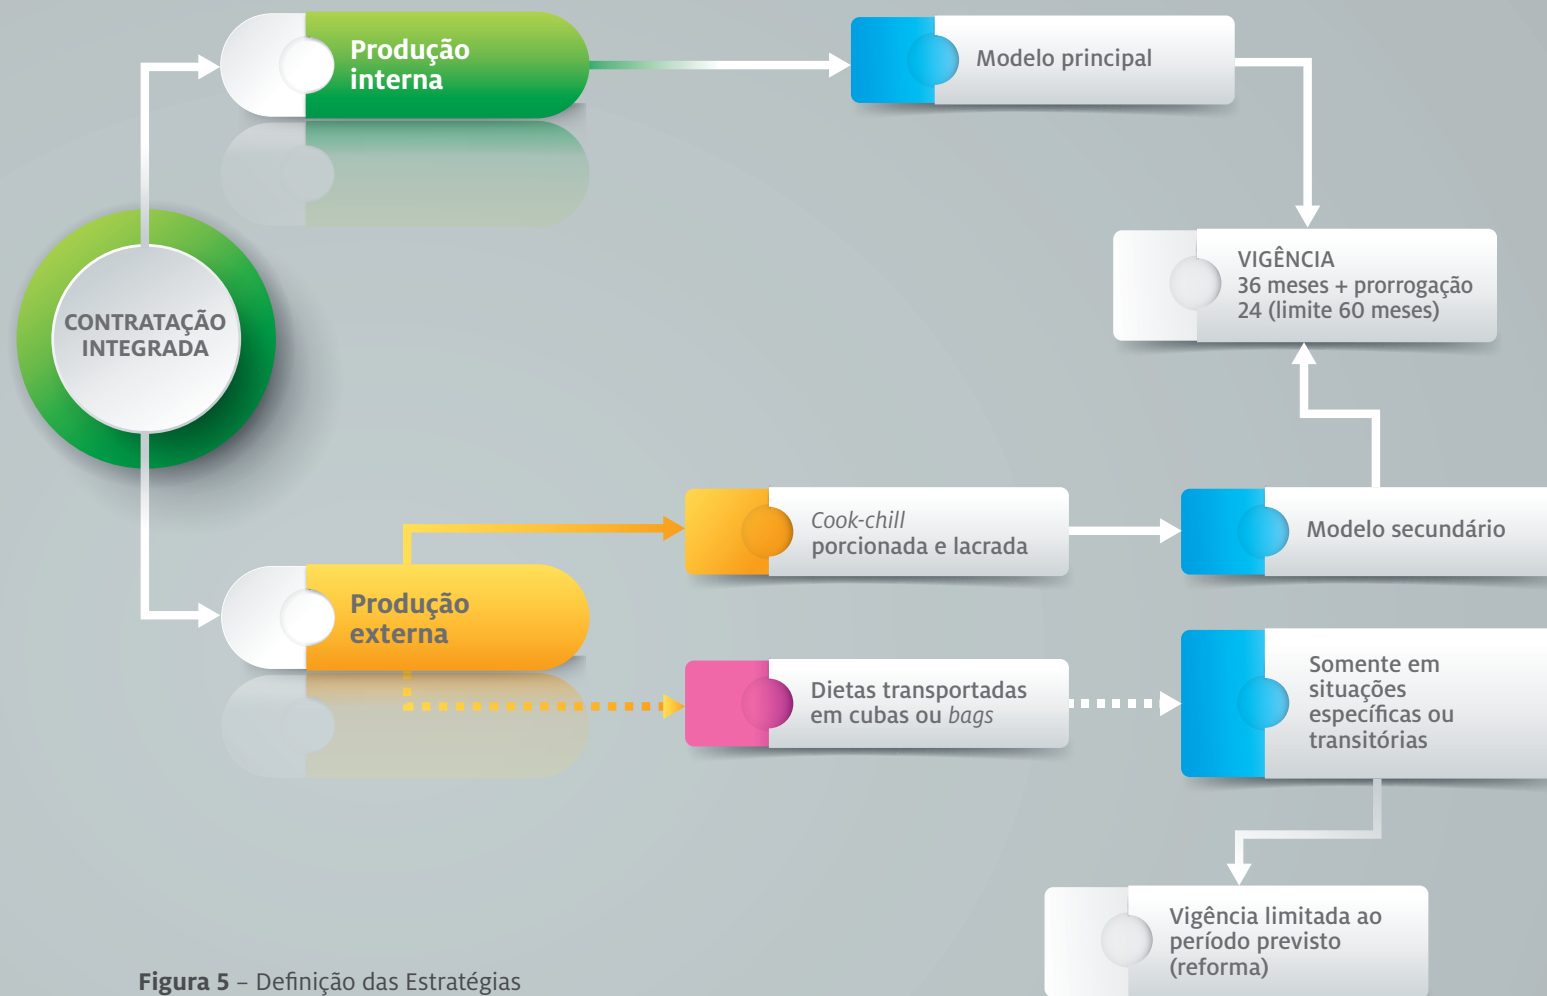 Produção
interna
Modelo principal
VIGÊNCIA
36 meses + prorrogação
24 (limite 60 meses)
CONTRATAÇÃO
INTEGRADA
Cook-chill
porcionada e lacrada
Modelo secundário
Produção
externa
Dietas transportadas
em cubas ou bags
Somente em
situações
específicas ou
transitórias
Vigência limitada ao
período previsto
(reforma)
Figura 5 – Definição das Estratégias